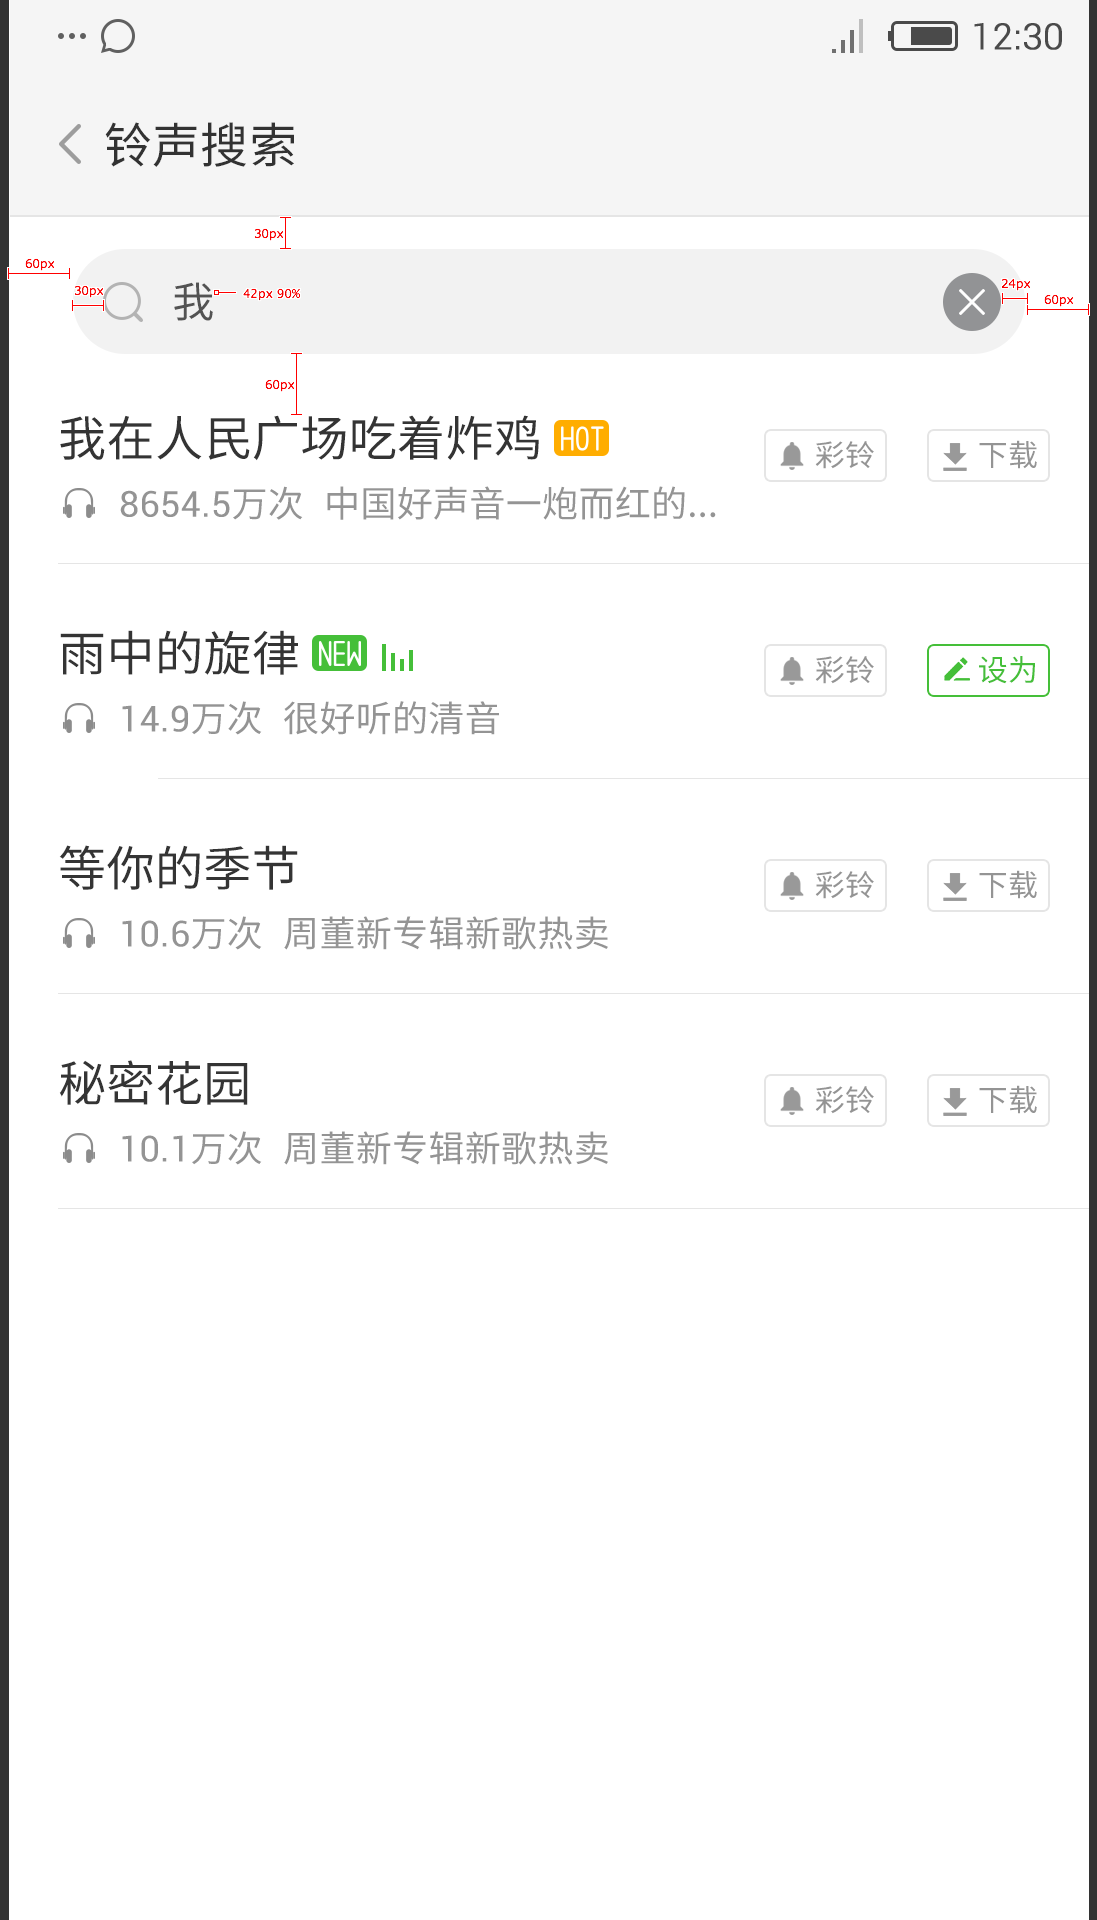 12:30
铃声搜索
30px
60px
30px
我
42px 90%
24px
60px
60px
我在人民广场吃着炸鸡 HOT
彩铃 下载
8654.5万次 中国好声音一炮而红的...
雨中的旋律 NEW
彩铃 设为
14.9万次 很好听的清音
等你的季节
彩铃 下载
10.6万次 周董新专辑新歌热卖
秘密花园
彩铃 下载
10.1万次 周董新专辑新歌热卖